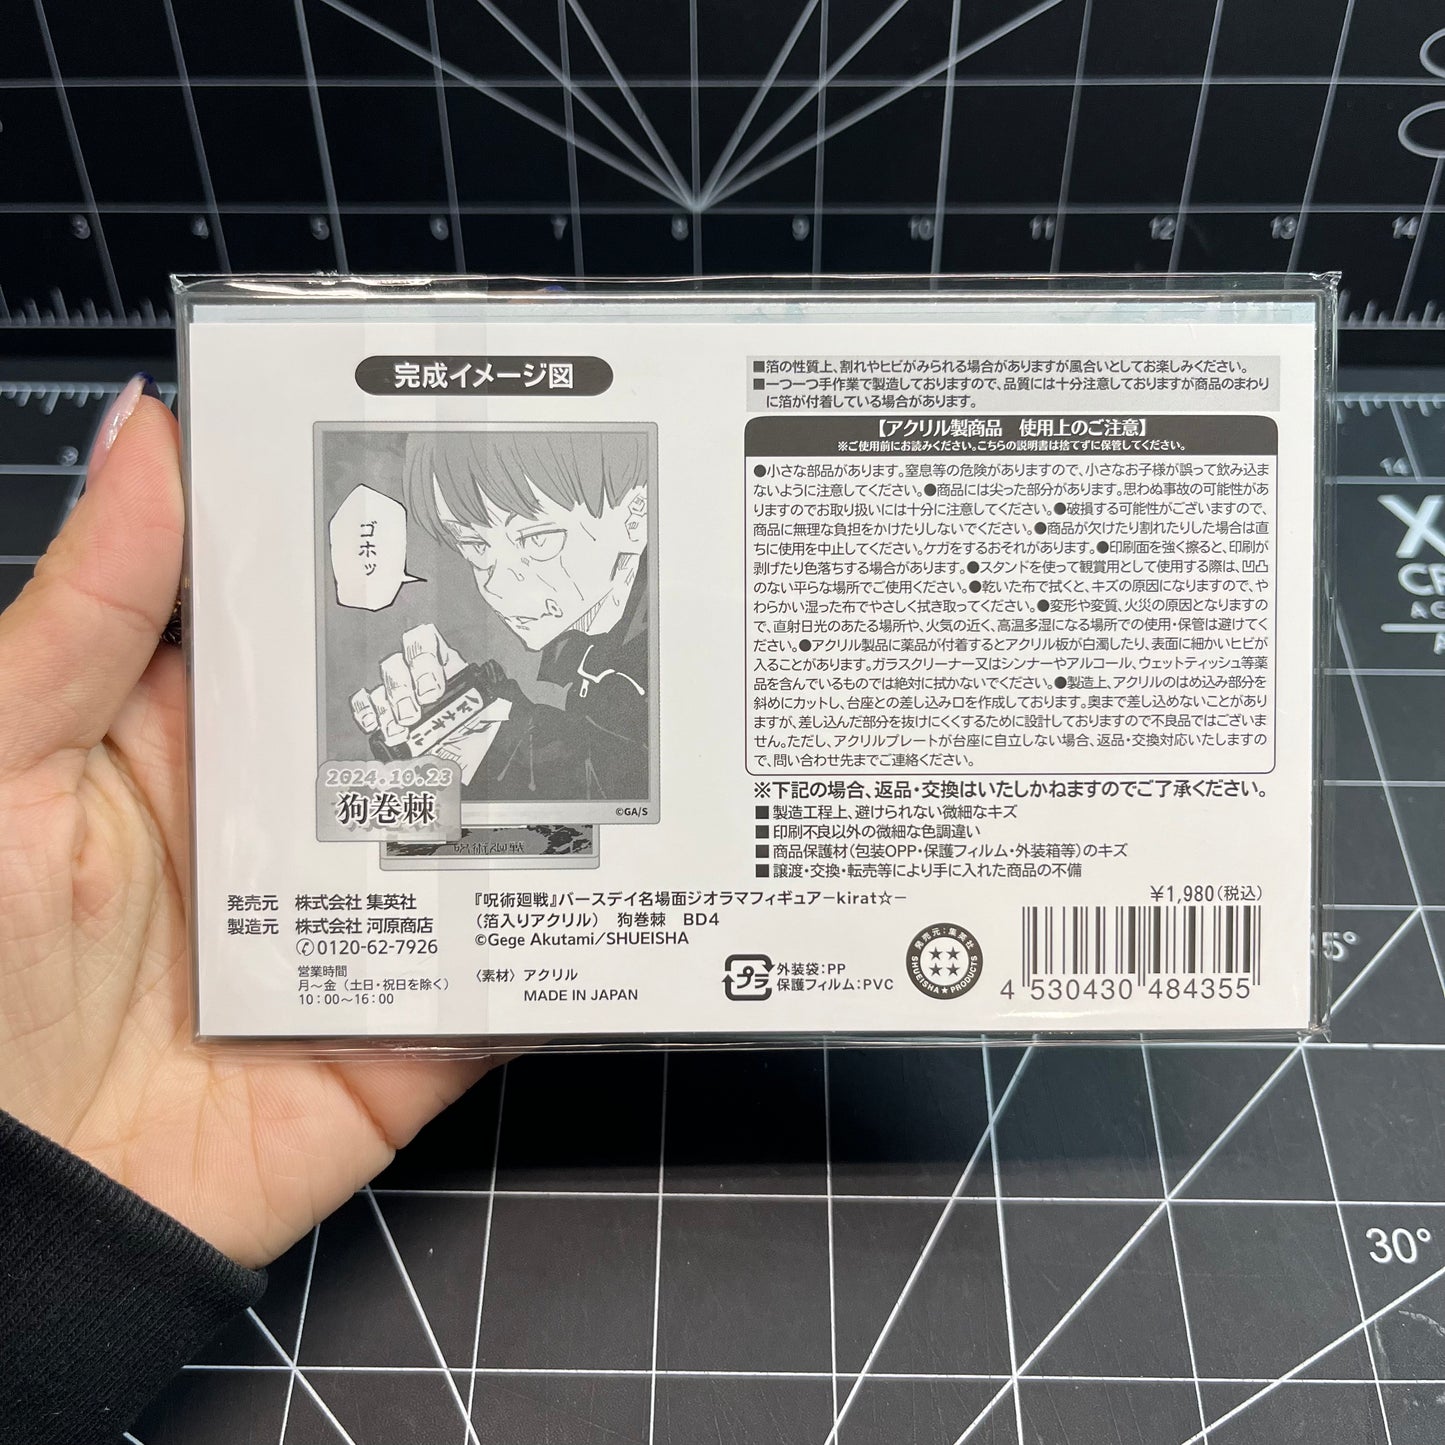 3 4 5 6 7 8 9 10 11 12 13 14
完成イメージ図
ゴホッ
ノドナオール
2024.10.23
狗巻棘
©GA/S
呪術廻戦
■箔の性質上、割れやヒビがみられる場合がありますが風合いとしてお楽しみください。
■一つ一つ手作業で製造しておりますので、品質には十分注意しておりますが商品のまわり
に箔が付着している場合があります。
【アクリル製商品 使用上のご注意】
※ご使用前にお読みください。こちらの説明書は捨てずに保管してください。
●小さな部品があります。窒息等の危険がありますので、小さなお子様が誤って飲み込ま
ないように注意してください。●商品には尖った部分があります。思わぬ事故の可能性があ
りますのでお取り扱いには十分に注意してください。●破損する可能性がございますので、
商品に無理な負担をかけたりしないでください。●商品が欠けたり割れたりした場合は直
ちに使用を中止してください。ケガをするおそれがあります。●印刷面を強く擦ると、印刷が
剥げたり色落ちする場合があります。●スタンドを使って観賞用として使用する際は、凹凸
のない平らな場所でご使用ください。●乾いた布で拭くと、キズの原因になりますので、や
わらかい湿った布でやさしく拭き取ってください。●変形や変質、火災の原因となりますの
で、直射日光のあたる場所や、火気の近く、高温多湿になる場所での使用・保管は避けてく
ださい。●アクリル製品に薬品が付着するとアクリル板が白濁したり、表面に細かいヒビが
入ることがあります。ガラスクリーナー又はシンナーやアルコール、ウェットティッシュ等薬
品を含んでいるものでは絶対に拭かないでください。●製造上、アクリルのはめ込み部分を
斜めにカットし、台座との差し込み口を作成しております。奥まで差し込めないことがあり
ますが、差し込んだ部分を抜けにくくするために設計しておりますので不良品ではございま
せん。ただし、アクリルプレートが台座に自立しない場合、返品・交換対応いたしますの
で、問い合わせ先までご連絡ください。
※下記の場合、返品・交換はいたしかねますのでご了承ください。
■製造工程上、避けられない微細なキズ
■印刷不良以外の微細な色調違い
■商品保護材(包装OPP・保護フィルム・外装箱等)のキズ
■譲渡・交換・転売等により手に入れた商品の不備
発売元 株式会社 集英社
製造元 株式会社 河原商店
✆0120-62-7926
営業時間
月～金（土日・祝日を除く）
10：00～16：00
『呪術廻戦』バースデイ名場面ジオラマフィギュアーkirat☆ー
（箔入りアクリル） 狗巻棘 BD4
©Gege Akutami／SHUEISHA
〈素材〉アクリル
MADE IN JAPAN
プラ
外装袋：PP
保護フィルム：PVC
発売元：集英社
SHUEISHA★PRODUCTS
￥1,980（税込）
4 530430 484355
14
30°